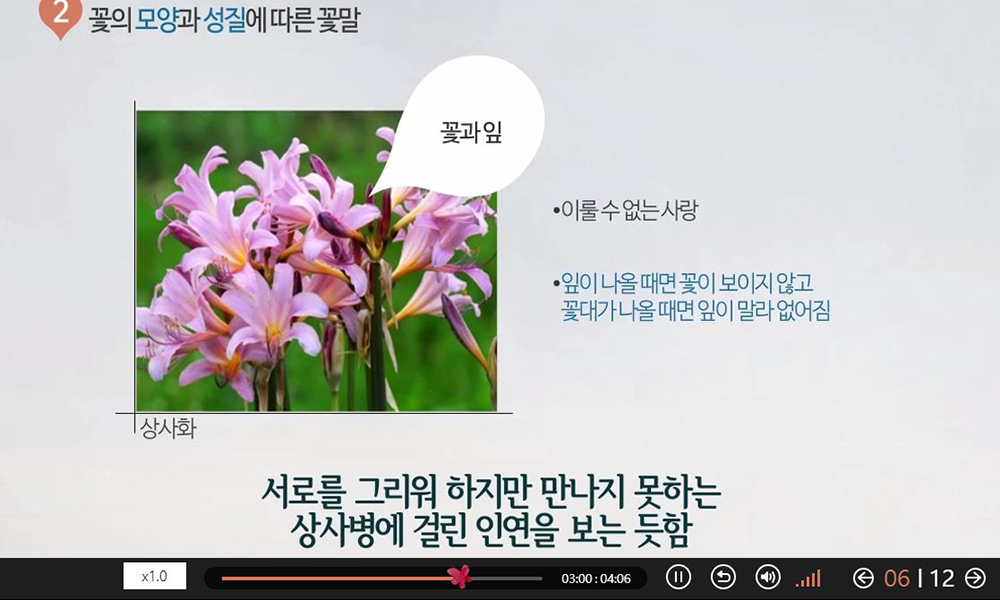 2 꽃의 모양과 성질에 따른 꽃말
꽃과 잎
•이룰 수 없는 사랑
•잎이 나올 때면 꽃이 보이지 않고
꽃대가 나올 때면 잎이 말라 없어짐
상사화
서로를 그리워 하지만 만나지 못하는
상사병에 걸린 인연을 보는 듯함
x1.0
03:00 : 04:06
06 | 12